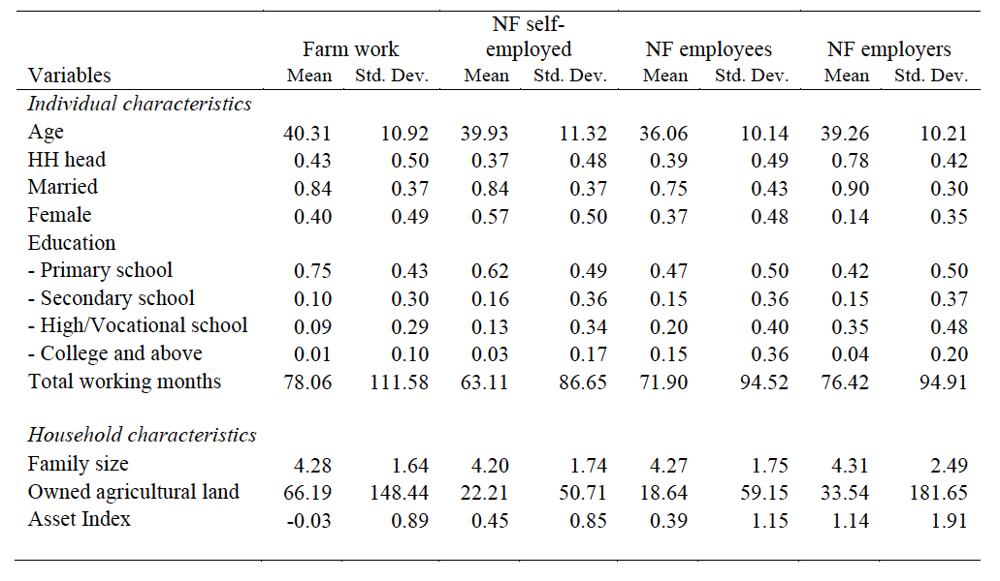 NF self-
Farm work employed NF employees NF employers
Variables Mean Std. Dev. Mean Std. Dev. Mean Std. Dev. Mean Std. Dev.
Individual characteristics
Age 40.31 10.92 39.93 11.32 36.06 10.14 39.26 10.21
HH head 0.43 0.50 0.37 0.48 0.39 0.49 0.78 0.42
Married 0.84 0.37 0.84 0.37 0.75 0.43 0.90 0.30
Female 0.40 0.49 0.57 0.50 0.37 0.48 0.14 0.35
Education
- Primary school 0.75 0.43 0.62 0.49 0.47 0.50 0.42 0.50
- Secondary school 0.10 0.30 0.16 0.36 0.15 0.36 0.15 0.37
- High/Vocational school 0.09 0.29 0.13 0.34 0.20 0.40 0.35 0.48
- College and above 0.01 0.10 0.03 0.17 0.15 0.36 0.04 0.20
Total working months 78.06 111.58 63.11 86.65 71.90 94.52 76.42 94.91
Household characteristics
Family size 4.28 1.64 4.20 1.74 4.27 1.75 4.31 2.49
Owned agricultural land 66.19 148.44 22.21 50.71 18.64 59.15 33.54 181.65
Asset Index -0.03 0.89 0.45 0.85 0.39 1.15 1.14 1.91